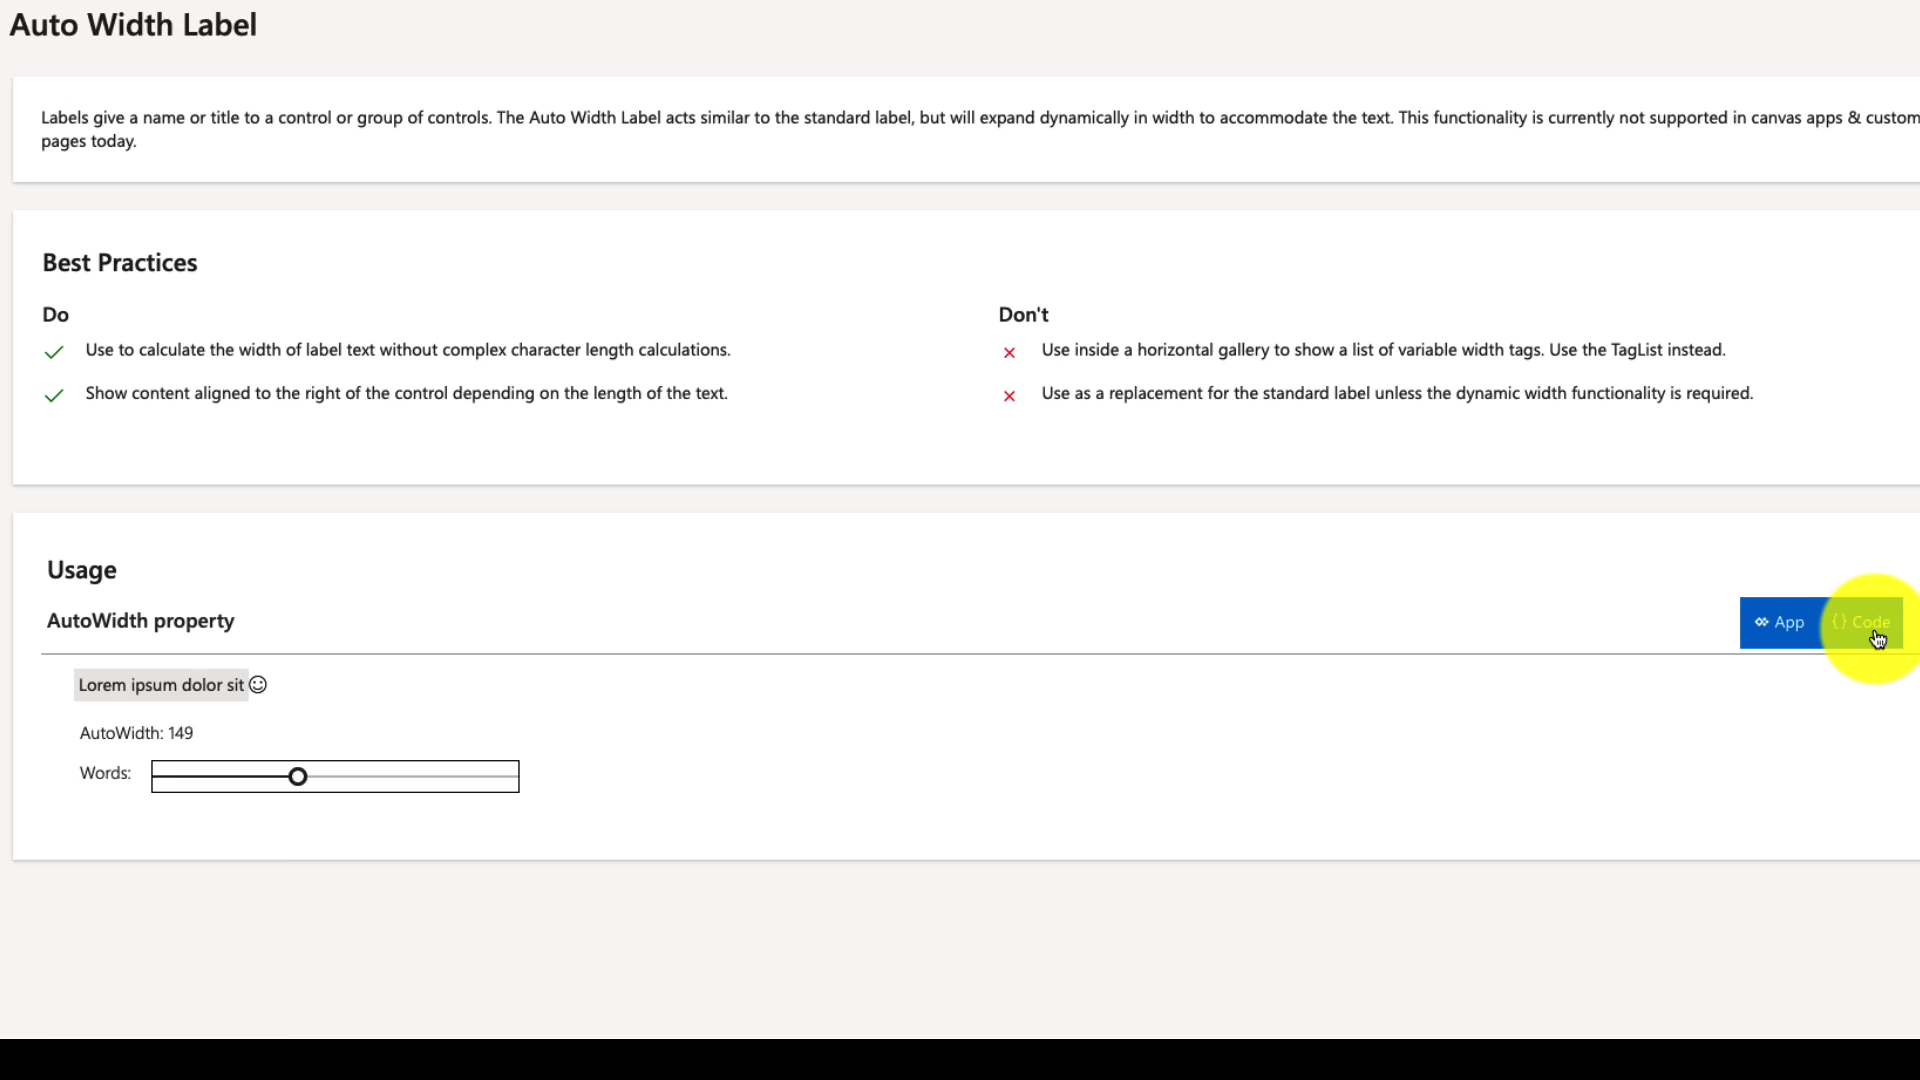 Auto Width Label
Labels give a name or title to a control or group of controls. The Auto Width Label acts similar to the standard label, but will expand dynamically in width to accommodate the text. This functionality is currently not supported in canvas apps & custom
pages today.
Best Practices
Do
Use to calculate the width of label text without complex character length calculations.
Show content aligned to the right of the control depending on the length of the text.
Don't
Use inside a horizontal gallery to show a list of variable width tags. Use the TagList instead.
Use as a replacement for the standard label unless the dynamic width functionality is required.
Usage
AutoWidth property
App
{} Code
Lorem ipsum dolor sit
AutoWidth: 149
Words: